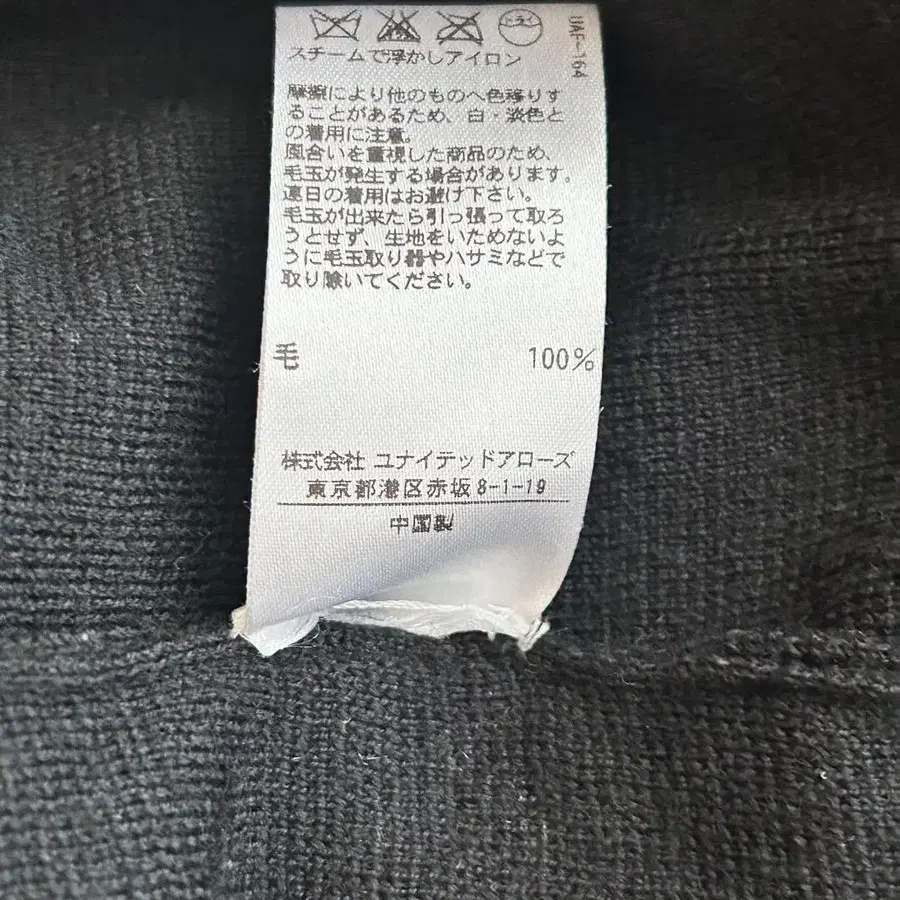 スチームで浮かしアイロン
UAF-164
摩擦により他のものへ色移りす
ることがあるため、白・淡色と
の着用に注意。
風合いを重視した商品のため、
毛玉が発生する場合があります。
連日の着用はお避け下さい。
毛玉が出来たら引っ張って取ろ
うとせず、生地をいためないよ
うに毛玉取り器やハサミなどで
取り除いてください。
毛 100%
株式会社 ユナイテッドアローズ
東京都港区赤坂8-1-19
中国製